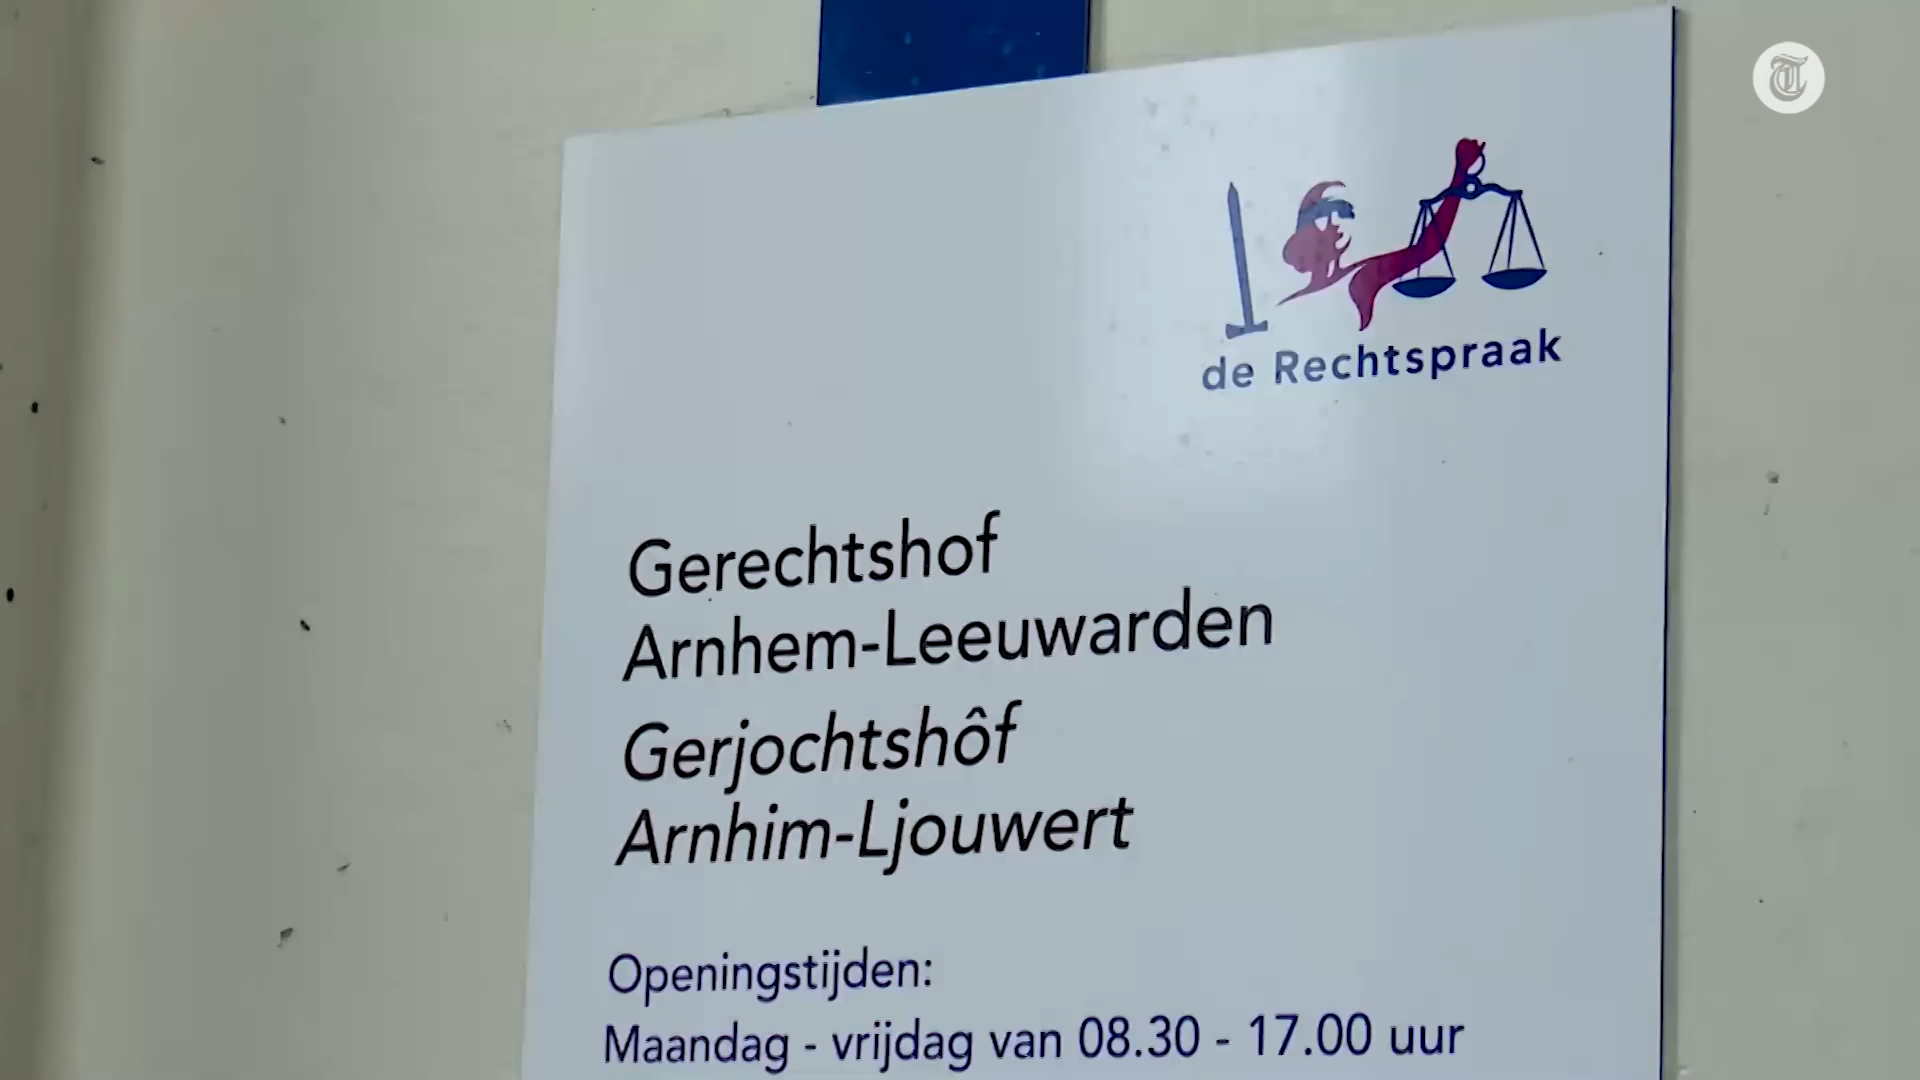 T
de Rechtspraak
Gerechtshof
Arnhem-Leeuwarden
Gerjochtshôf
Arnhim-Ljouwert
Openingstijden:
Maandag - vrijdag van 08.30 - 17.00 uur